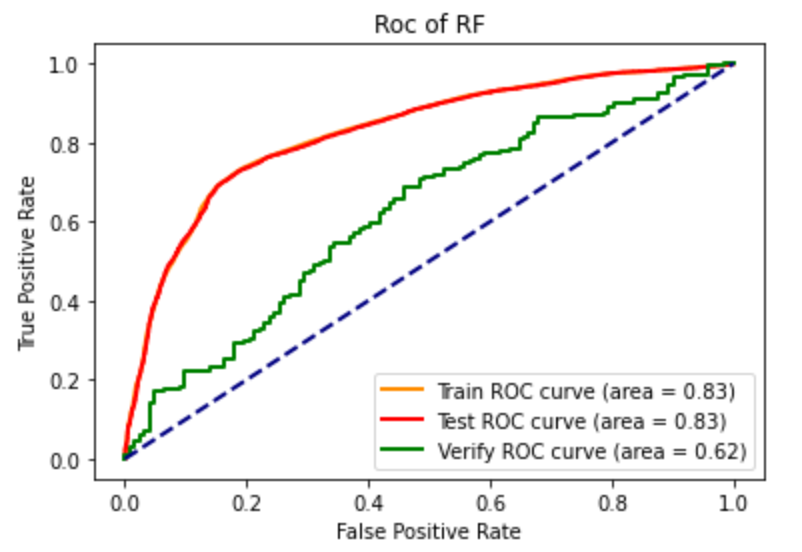 Roc of RF
True Positive Rate
1.0
0.8
0.6
0.4
0.2
0.0
Train ROC curve (area = 0.83)
Test ROC curve (area = 0.83)
Verify ROC curve (area = 0.62)
0.0 0.2 0.4 0.6 0.8 1.0
False Positive Rate